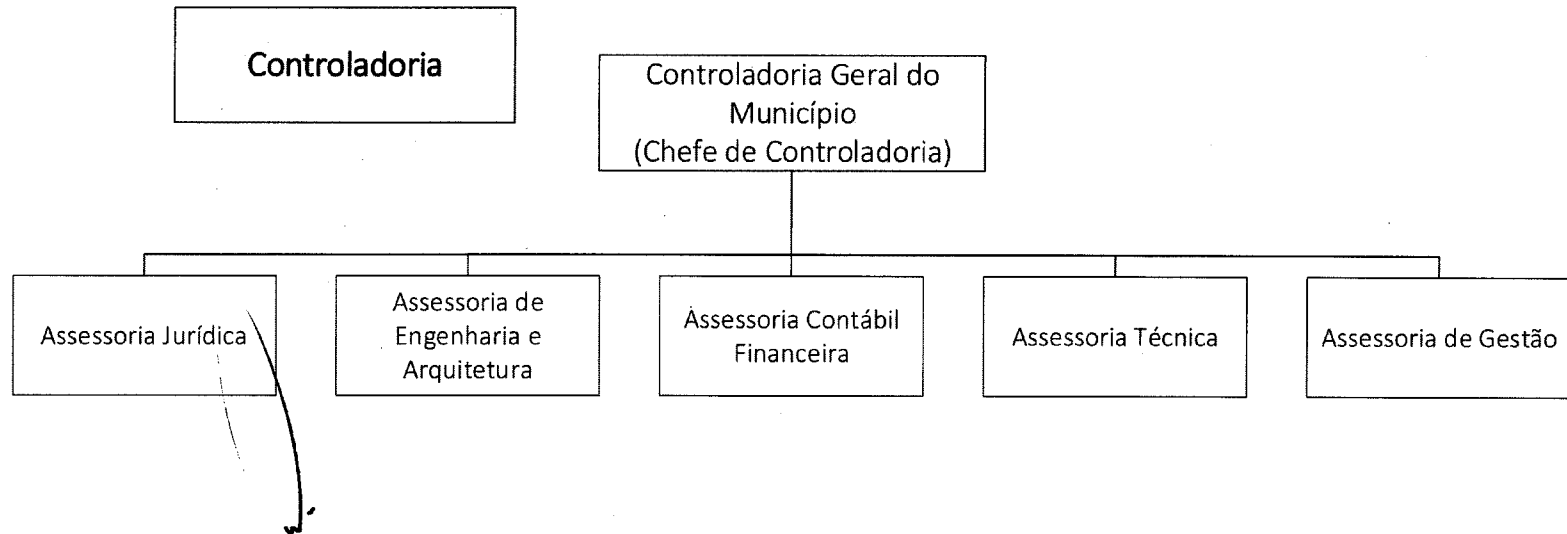 Controladoria
Controladoria Geral do
Município
(Chefe de Controladoria)
Assessoria Jurídica
Assessoria de
Engenharia e
Arquitetura
Assessoria Contábil
Financeira
Assessoria Técnica
Assessoria de Gestão